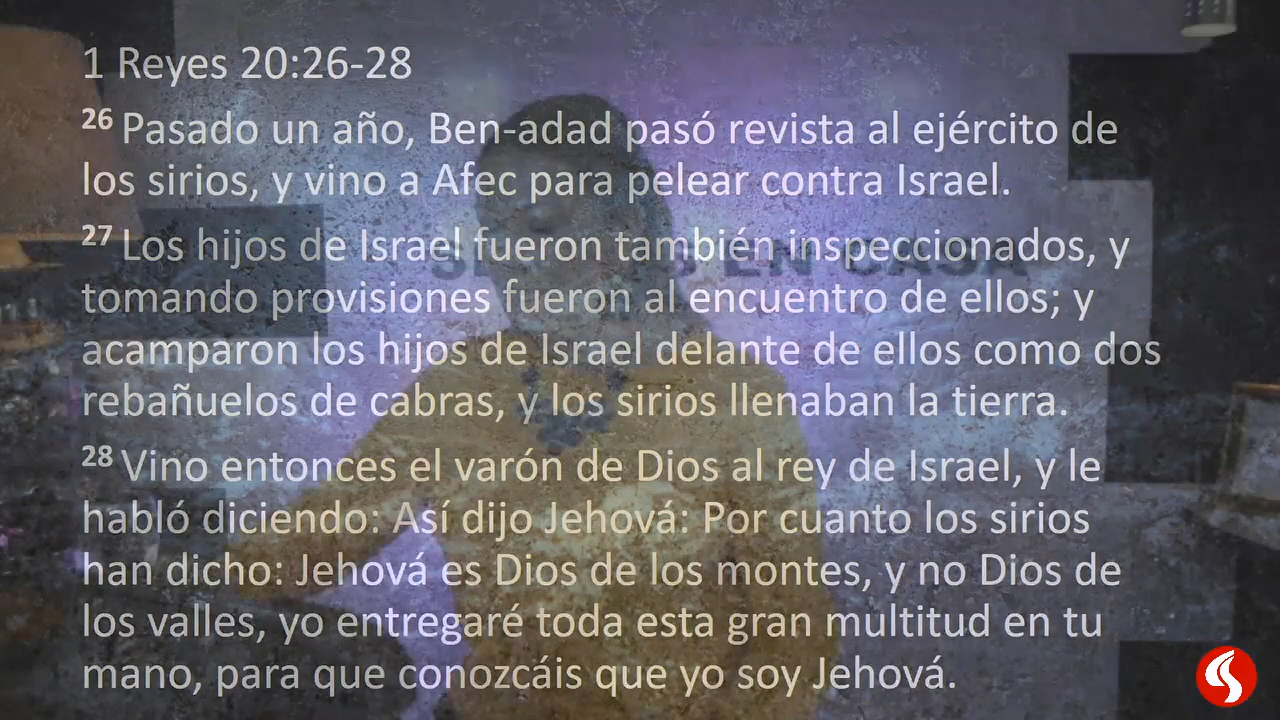 1 Reyes 20:26-28
26 Pasado un año, Ben-adad pasó revista al ejército de
los sirios, y vino a Afec para pelear contra Israel.
27 Los hijos de Israel fueron también inspeccionados, y
tomando provisiones fueron al encuentro de ellos; y
acamparon los hijos de Israel delante de ellos como dos
rebañuelos de cabras, y los sirios llenaban la tierra.
28 Vino entonces el varón de Dios al rey de Israel, y le
habló diciendo: Así dijo Jehová: Por cuanto los sirios
han dicho: Jehová es Dios de los montes, y no Dios de
los valles, yo entregaré toda esta gran multitud en tu
mano, para que conozcáis que yo soy Jehová.
EN CASA